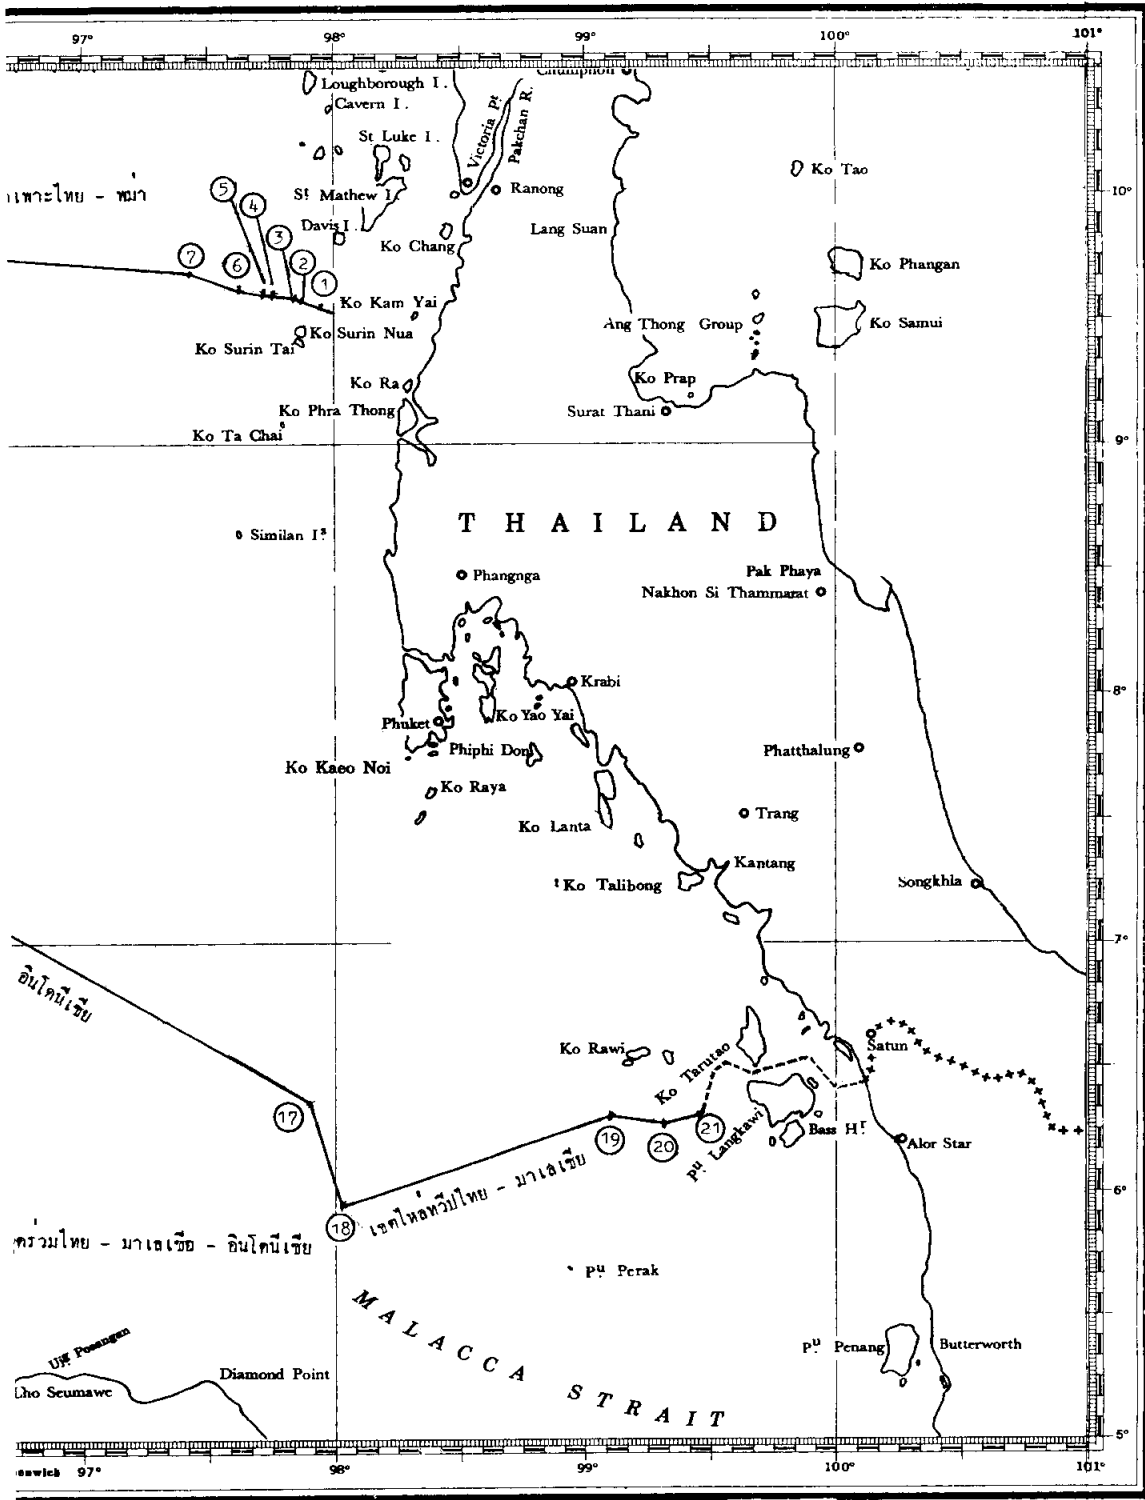 97°
98°
99°
100°
101°
Chumphon
Loughborough I.
Cavern I.
St Luke I.
Victoria Pt
Pakchan R.
Ko Tao
Ranong
10°
St Mathew I.
เพาะไทย - พม่า
5
4
3
2
1
6
7
Davis I.
Ko Chang
Lang Suan
Ko Phangan
Ko Kam Yai
Ko Surin Nua
Ko Surin Tai
Ang Thong Group
Ko Samui
Ko Ra
Ko Prap
Ko Phra Thong
Surat Thani
Ko Ta Chai
9°
THAILAND
Similan Is
Phangnga
Pak Phaya
Nakhon Si Thammarat
Krabi
8°
Ko Yao Yai
Phuket
Phiphi Don
Phatthalung
Ko Kaeo Noi
Ko Raya
Ko Lanta
Trang
Kantang
Ko Talibong
Songkhla
7°
อินโดนีเซีย
Ko Rawi
Ko Tarutao
Satun
17
19
20
21
Pu Langkawi
Bass Hr
Alor Star
6°
18
เขตไหล่ทวีปไทย - มาเลเซีย
ร่วมไทย - มาเลเซีย - อินโดนีเซีย
Pu Perak
MALACCA STRAIT
Ujg Peusangan
Pu Penang
Butterworth
Diamond Point
Lho Seumawe
5°
97°
98°
99°
100°
101°